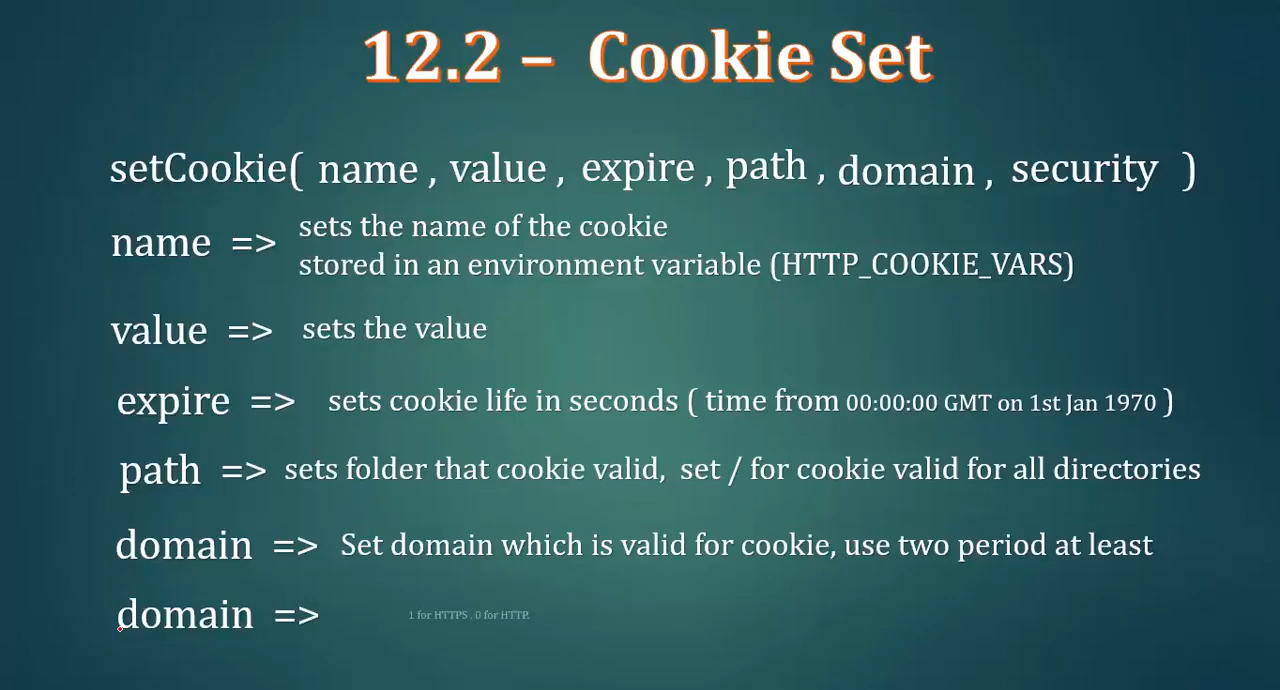 12.2 – Cookie Set
setCookie( name , value , expire , path , domain , security )
name => sets the name of the cookie
stored in an environment variable (HTTP_COOKIE_VARS)
value => sets the value
expire => sets cookie life in seconds ( time from 00:00:00 GMT on 1st Jan 1970 )
path => sets folder that cookie valid, set / for cookie valid for all directories
domain => Set domain which is valid for cookie, use two period at least
domain => 1 for HTTPS , 0 for HTTP.